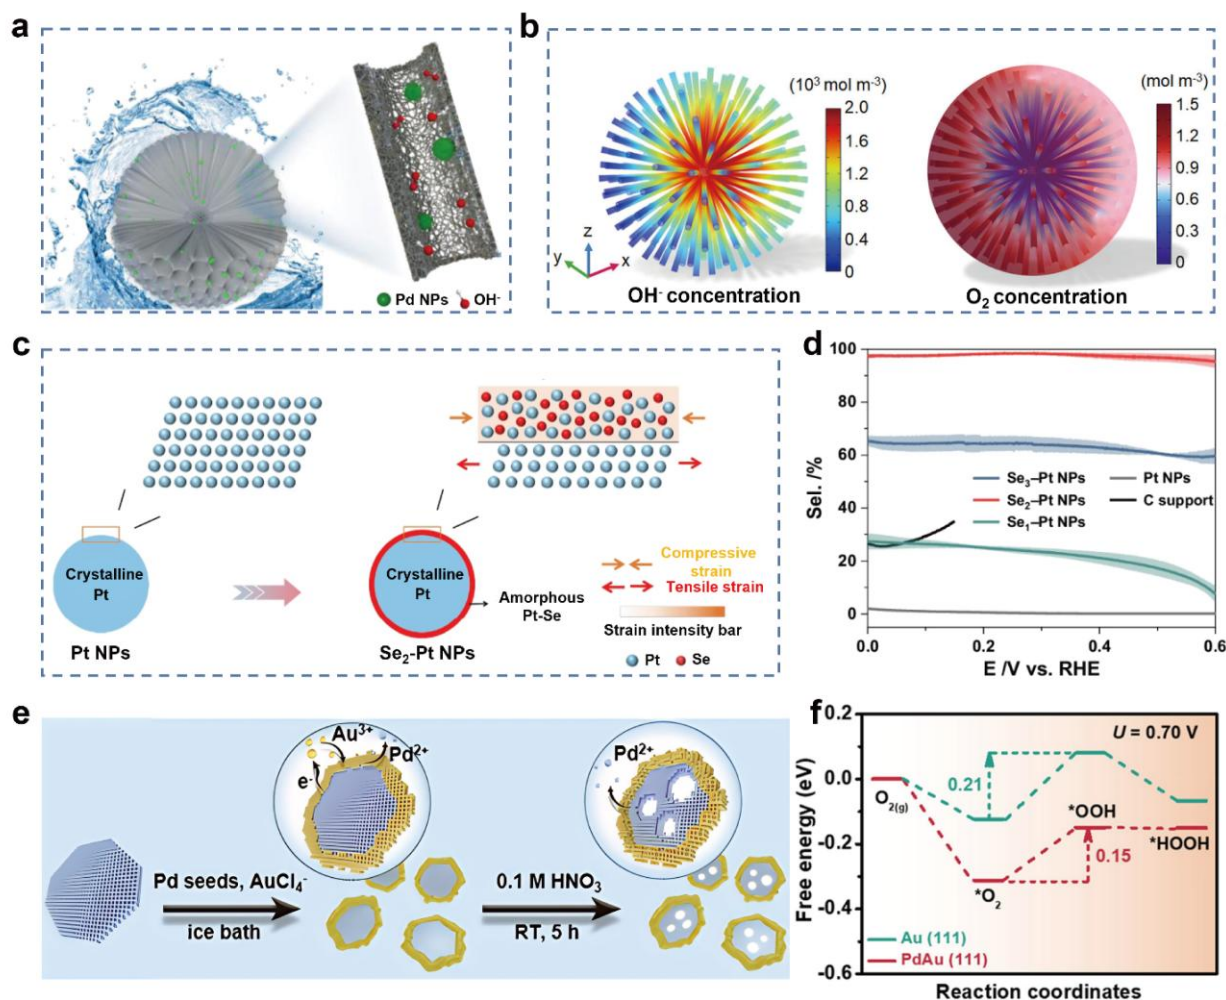 a
Pd NPs
OH⁻
b
(10³ mol m⁻³)
2.0
1.6
1.2
0.8
0.4
0
z
y
x
OH⁻ concentration
(mol m⁻³)
1.5
1.2
0.9
0.6
0.3
0
O₂ concentration
c
Crystalline
Pt
Pt NPs
Crystalline
Pt
Amorphous
Pt-Se
Se₂-Pt NPs
Compressive
strain
Tensile strain
Strain intensity bar
Pt
Se
d
100
80
60
40
20
0
Sel. /%
Se₃–Pt NPs
Se₂–Pt NPs
Se₁–Pt NPs
Pt NPs
C support
0.0
0.2
0.4
0.6
E /V vs. RHE
e
Au³⁺
Pd²⁺
e⁻
Pd²⁺
Pd seeds, AuCl₄⁻
ice bath
0.1 M HNO₃
RT, 5 h
f
0.2
0.0
-0.2
-0.4
-0.6
Free energy (eV)
U = 0.70 V
O₂(g)
0.21
*OOH
0.15
*HOOH
*O₂
Au (111)
PdAu (111)
Reaction coordinates